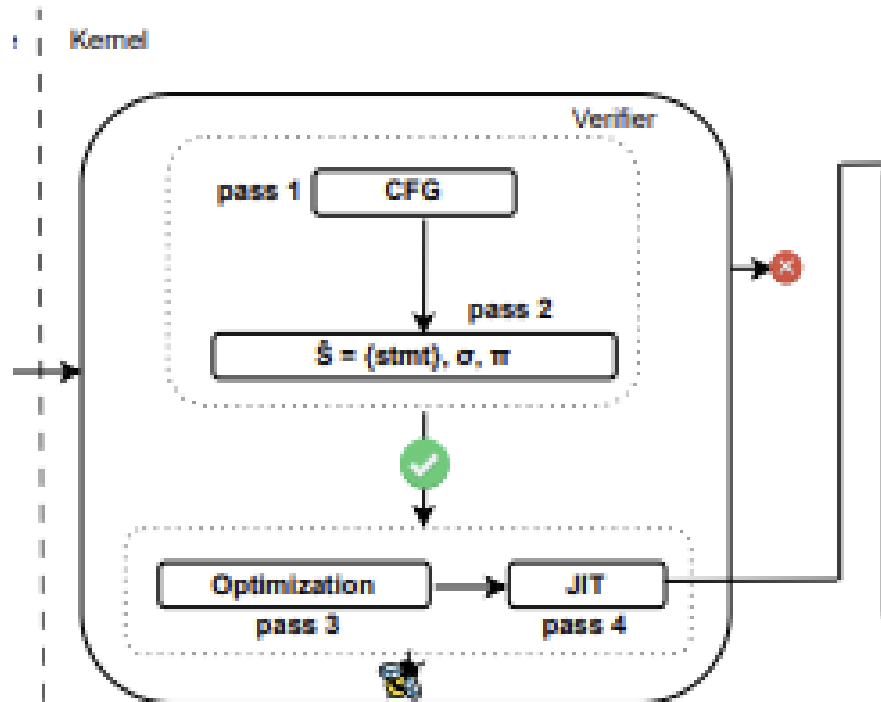 Kernel
Verifier
pass 1
CFG
pass 2
Ŝ = {stmt}, σ, π
Optimization
JIT
pass 3
pass 4